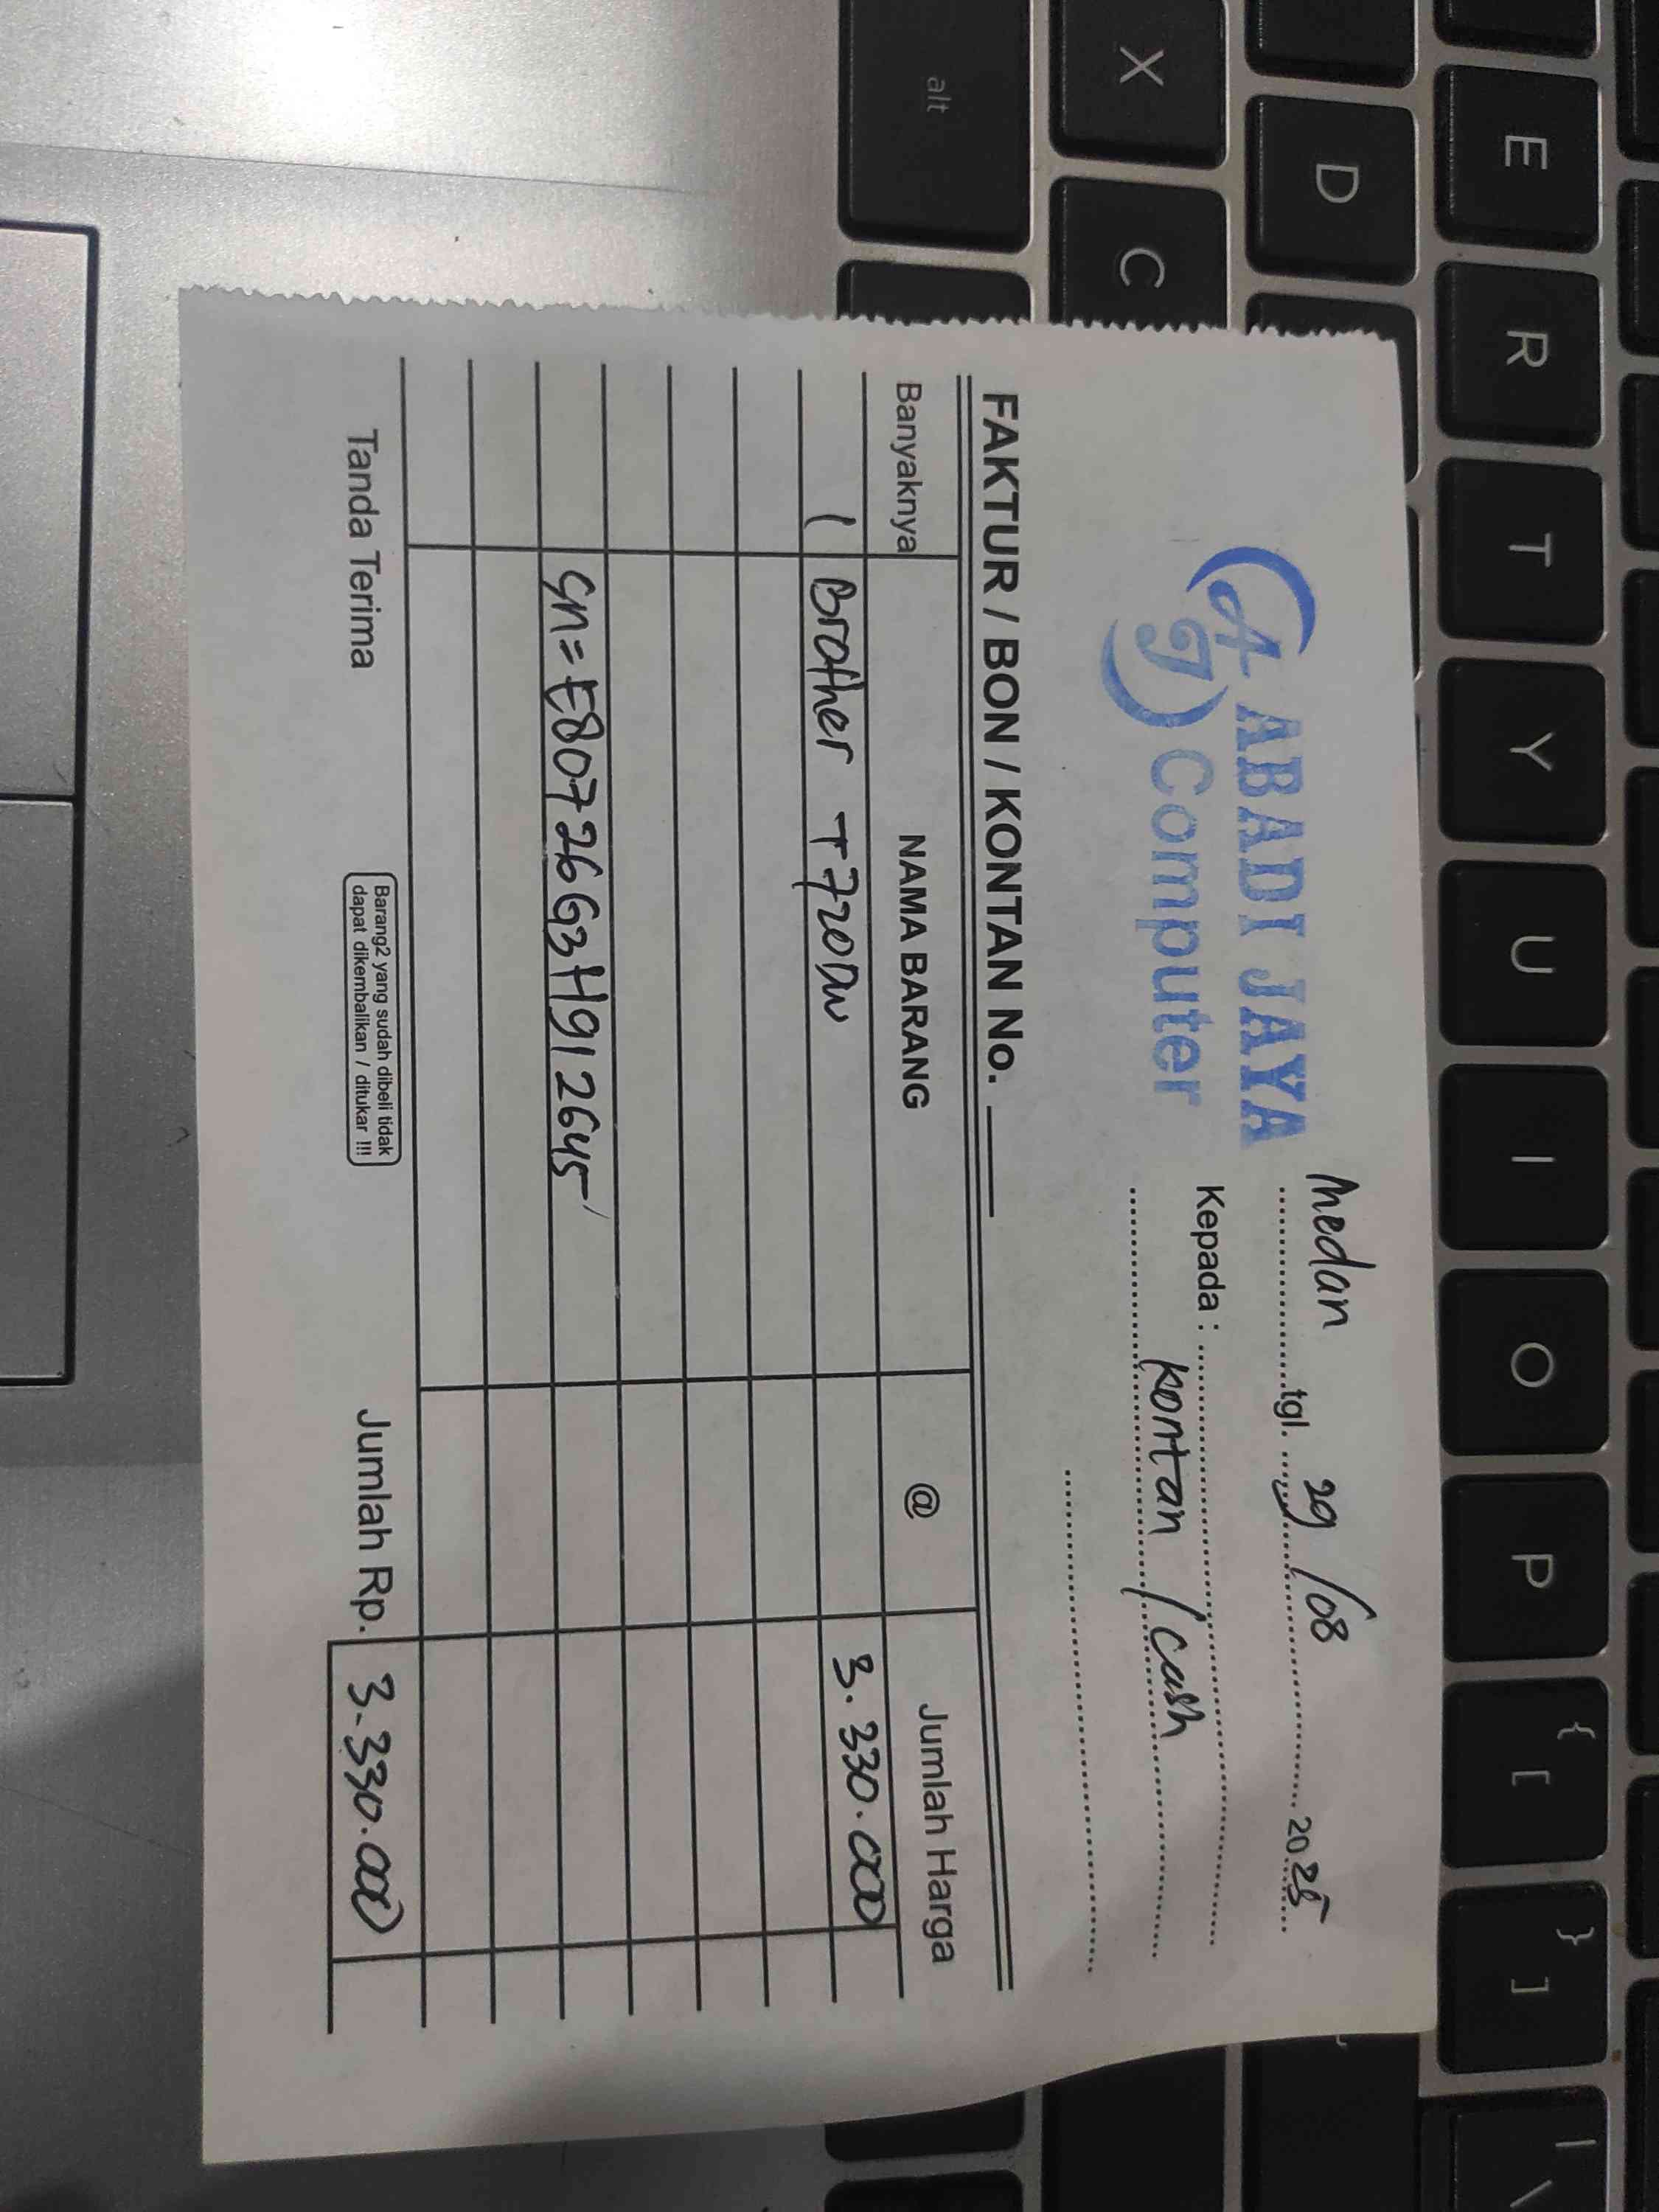 AJ ABADI JAYA
Computer
Medan tgl. 29/08 2025
Kepada :
Kontan / Cash
FAKTUR / BON / KONTAN No.
Banyaknya NAMA BARANG @ Jumlah Harga
1 Brother T720DW 3.330.000
SN=E80726G3H912645
Tanda Terima
Barang2 yang sudah dibeli tidak
dapat dikembalikan / ditukar !!!
Jumlah Rp. 3.330.000
alt
X
C
D
E
R
T
Y
U
I
O
P
{
[
}
]
|
\